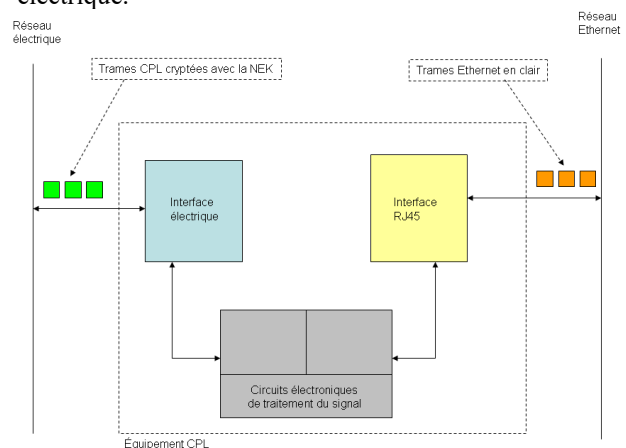 électrique.
Réseau
électrique
Réseau
Ethernet
Trames CPL cryptées avec la NEK
Trames Ethernet en clair
Interface
électrique
Interface
RJ45
Circuits électroniques
de traitement du signal
Équipement CPL